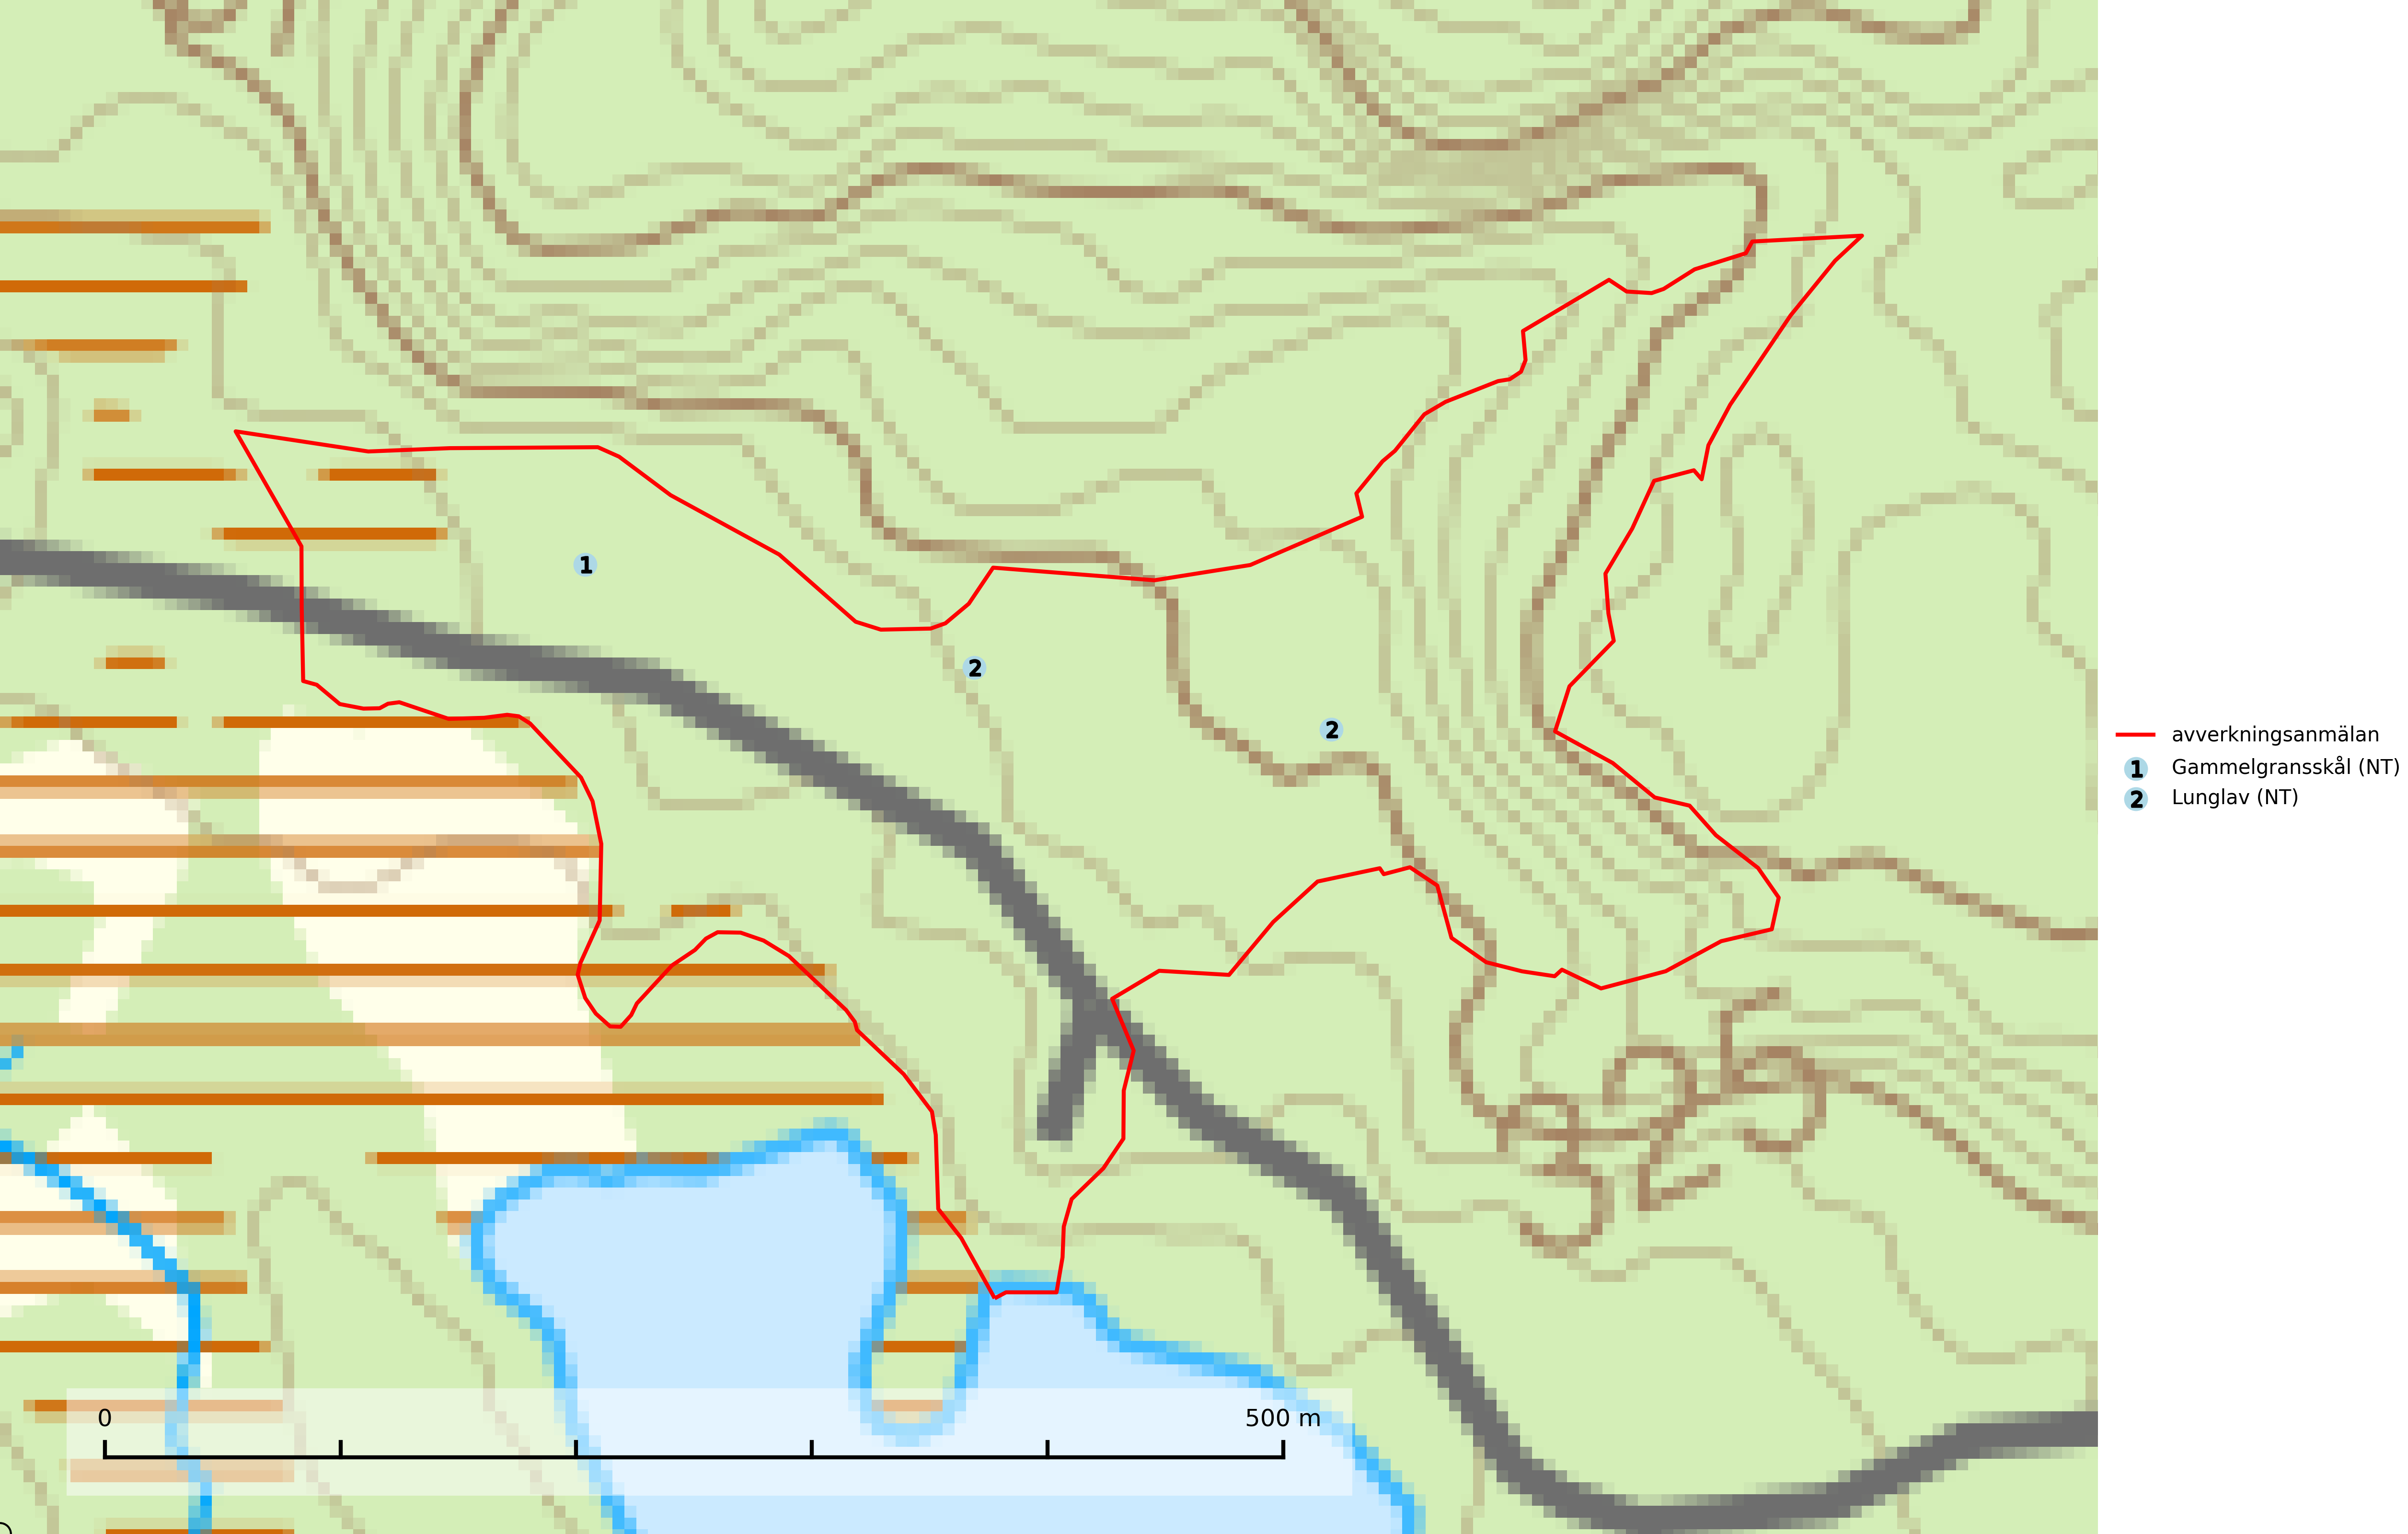 1
2
2
avverkningsanmälan
1 Gammelgransskål (NT)
2 Lunglav (NT)
0 500 m